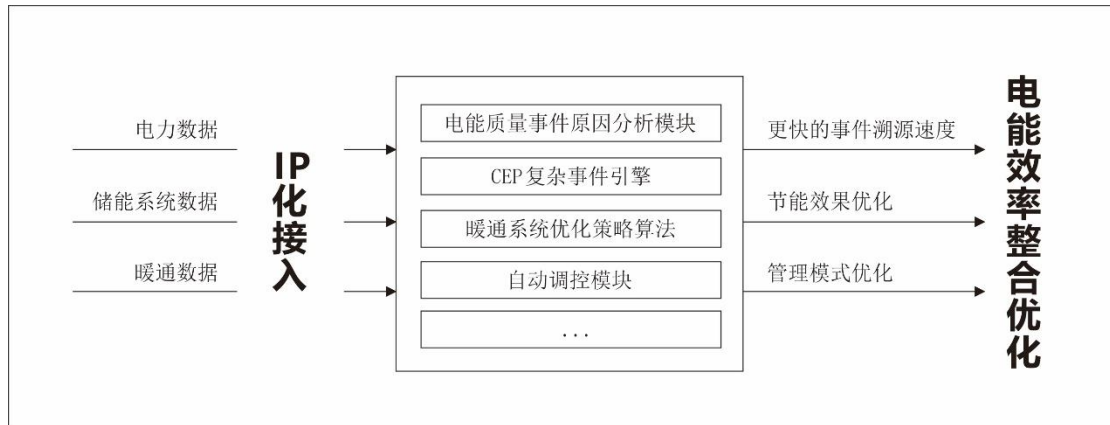 电力数据
储能系统数据
暖通数据
IP化接入
电能质量事件原因分析模块
CEP复杂事件引擎
暖通系统优化策略算法
自动调控模块
...
更快的事件溯源速度
节能效果优化
管理模式优化
电能效率整合优化